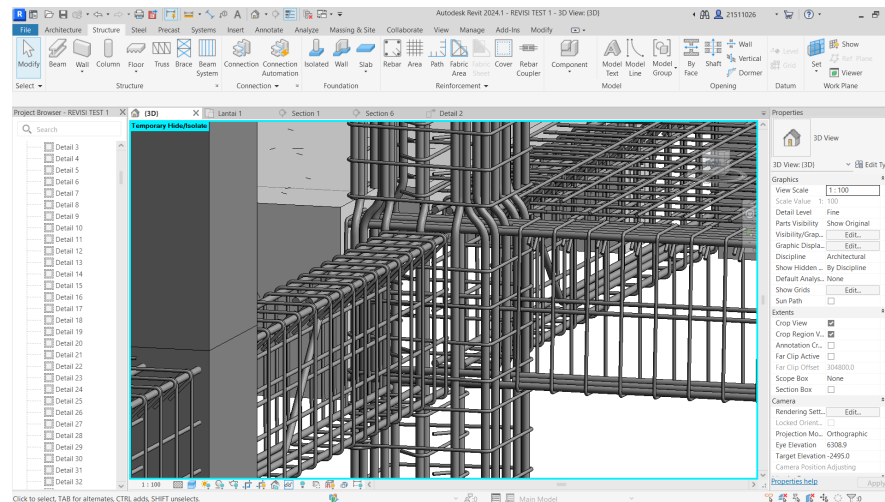 Autodesk Revit 2024.1 - REVISI TEST 1 - 3D View: {3D}
21511026
File Architecture Structure Steel Precast Systems Insert Annotate Analyze Massing & Site Collaborate View Manage Add-Ins Modify
Modify Beam Wall Column Floor Truss Brace Beam System Connection Connection Automation Isolated Wall Slab Rebar Area Path Fabric Area Fabric Sheet Cover Rebar Coupler Component Model Text Model Line Model Group By Face Shaft Wall Vertical Dormer Level Grid Set Show Ref Plane Viewer
Select Structure Connection Foundation Reinforcement Model Opening Datum Work Plane
Project Browser - REVISI TEST 1
Search
Detail 3
Detail 4
Detail 5
Detail 6
Detail 7
Detail 8
Detail 9
Detail 10
Detail 11
Detail 12
Detail 13
Detail 14
Detail 15
Detail 16
Detail 17
Detail 18
Detail 19
Detail 20
Detail 21
Detail 22
Detail 23
Detail 24
Detail 25
Detail 26
Detail 27
Detail 28
Detail 29
Detail 30
Detail 31
Detail 32
{3D} Lantai 1 Section 1 Section 6 Detail 2
Temporary Hide/Isolate
Properties
3D View
3D View: {3D} Edit Ty
Graphics
View Scale 1 : 100
Scale Value 1: 100
Detail Level Fine
Parts Visibility Show Original
Visibility/Grap... Edit...
Graphic Displa... Edit...
Discipline Architectural
Show Hidden ... By Discipline
Default Analys... None
Show Grids Edit...
Sun Path
Extents
Crop View
Crop Region V...
Annotation Cr...
Far Clip Active
Far Clip Offset 304800.0
Scope Box None
Section Box
Camera
Rendering Sett... Edit...
Locked Orient...
Projection Mo... Orthographic
Eye Elevation 6308.9
Target Elevation -2495.0
Camera Position Adjusting
Properties help Apply
1 : 100
Click to select, TAB for alternates, CTRL adds, SHIFT unselects.
:0
Main Model
:0